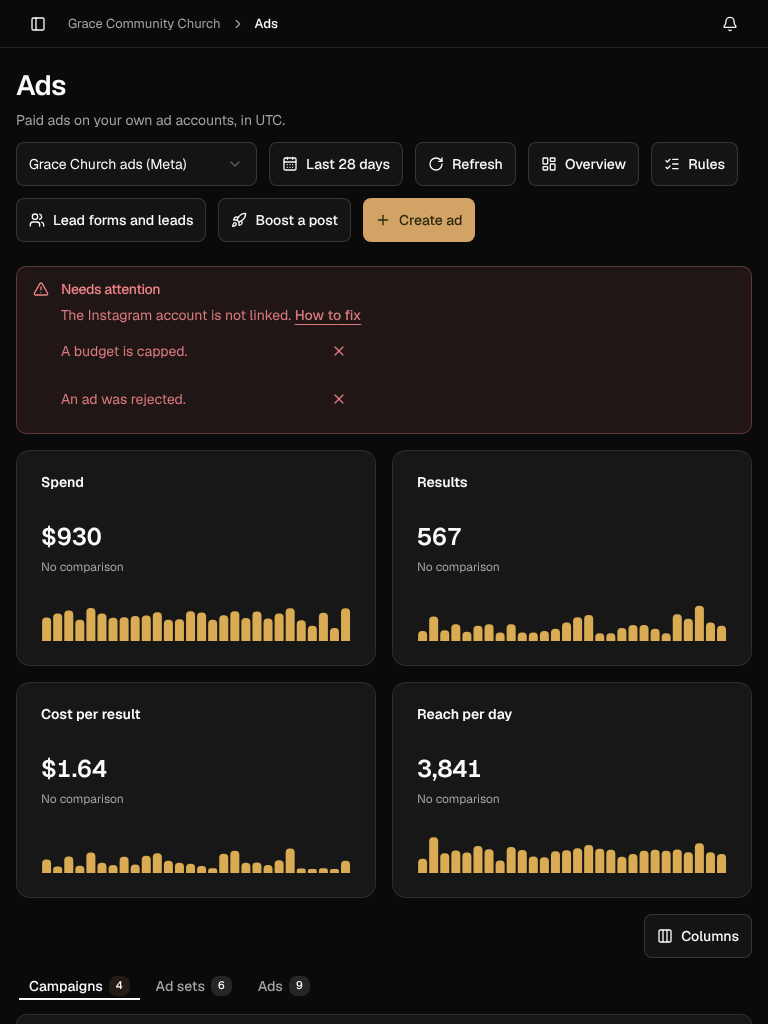 Grace Community Church > Ads
Ads
Paid ads on your own ad accounts, in UTC.
Grace Church ads (Meta)
Last 28 days
Refresh
Overview
Rules
Lead forms and leads
Boost a post
+ Create ad
Needs attention
The Instagram account is not linked. How to fix
A budget is capped.
An ad was rejected.
Spend
$930
No comparison
Results
567
No comparison
Cost per result
$1.64
No comparison
Reach per day
3,841
No comparison
Columns
Campaigns 4
Ad sets 6
Ads 9